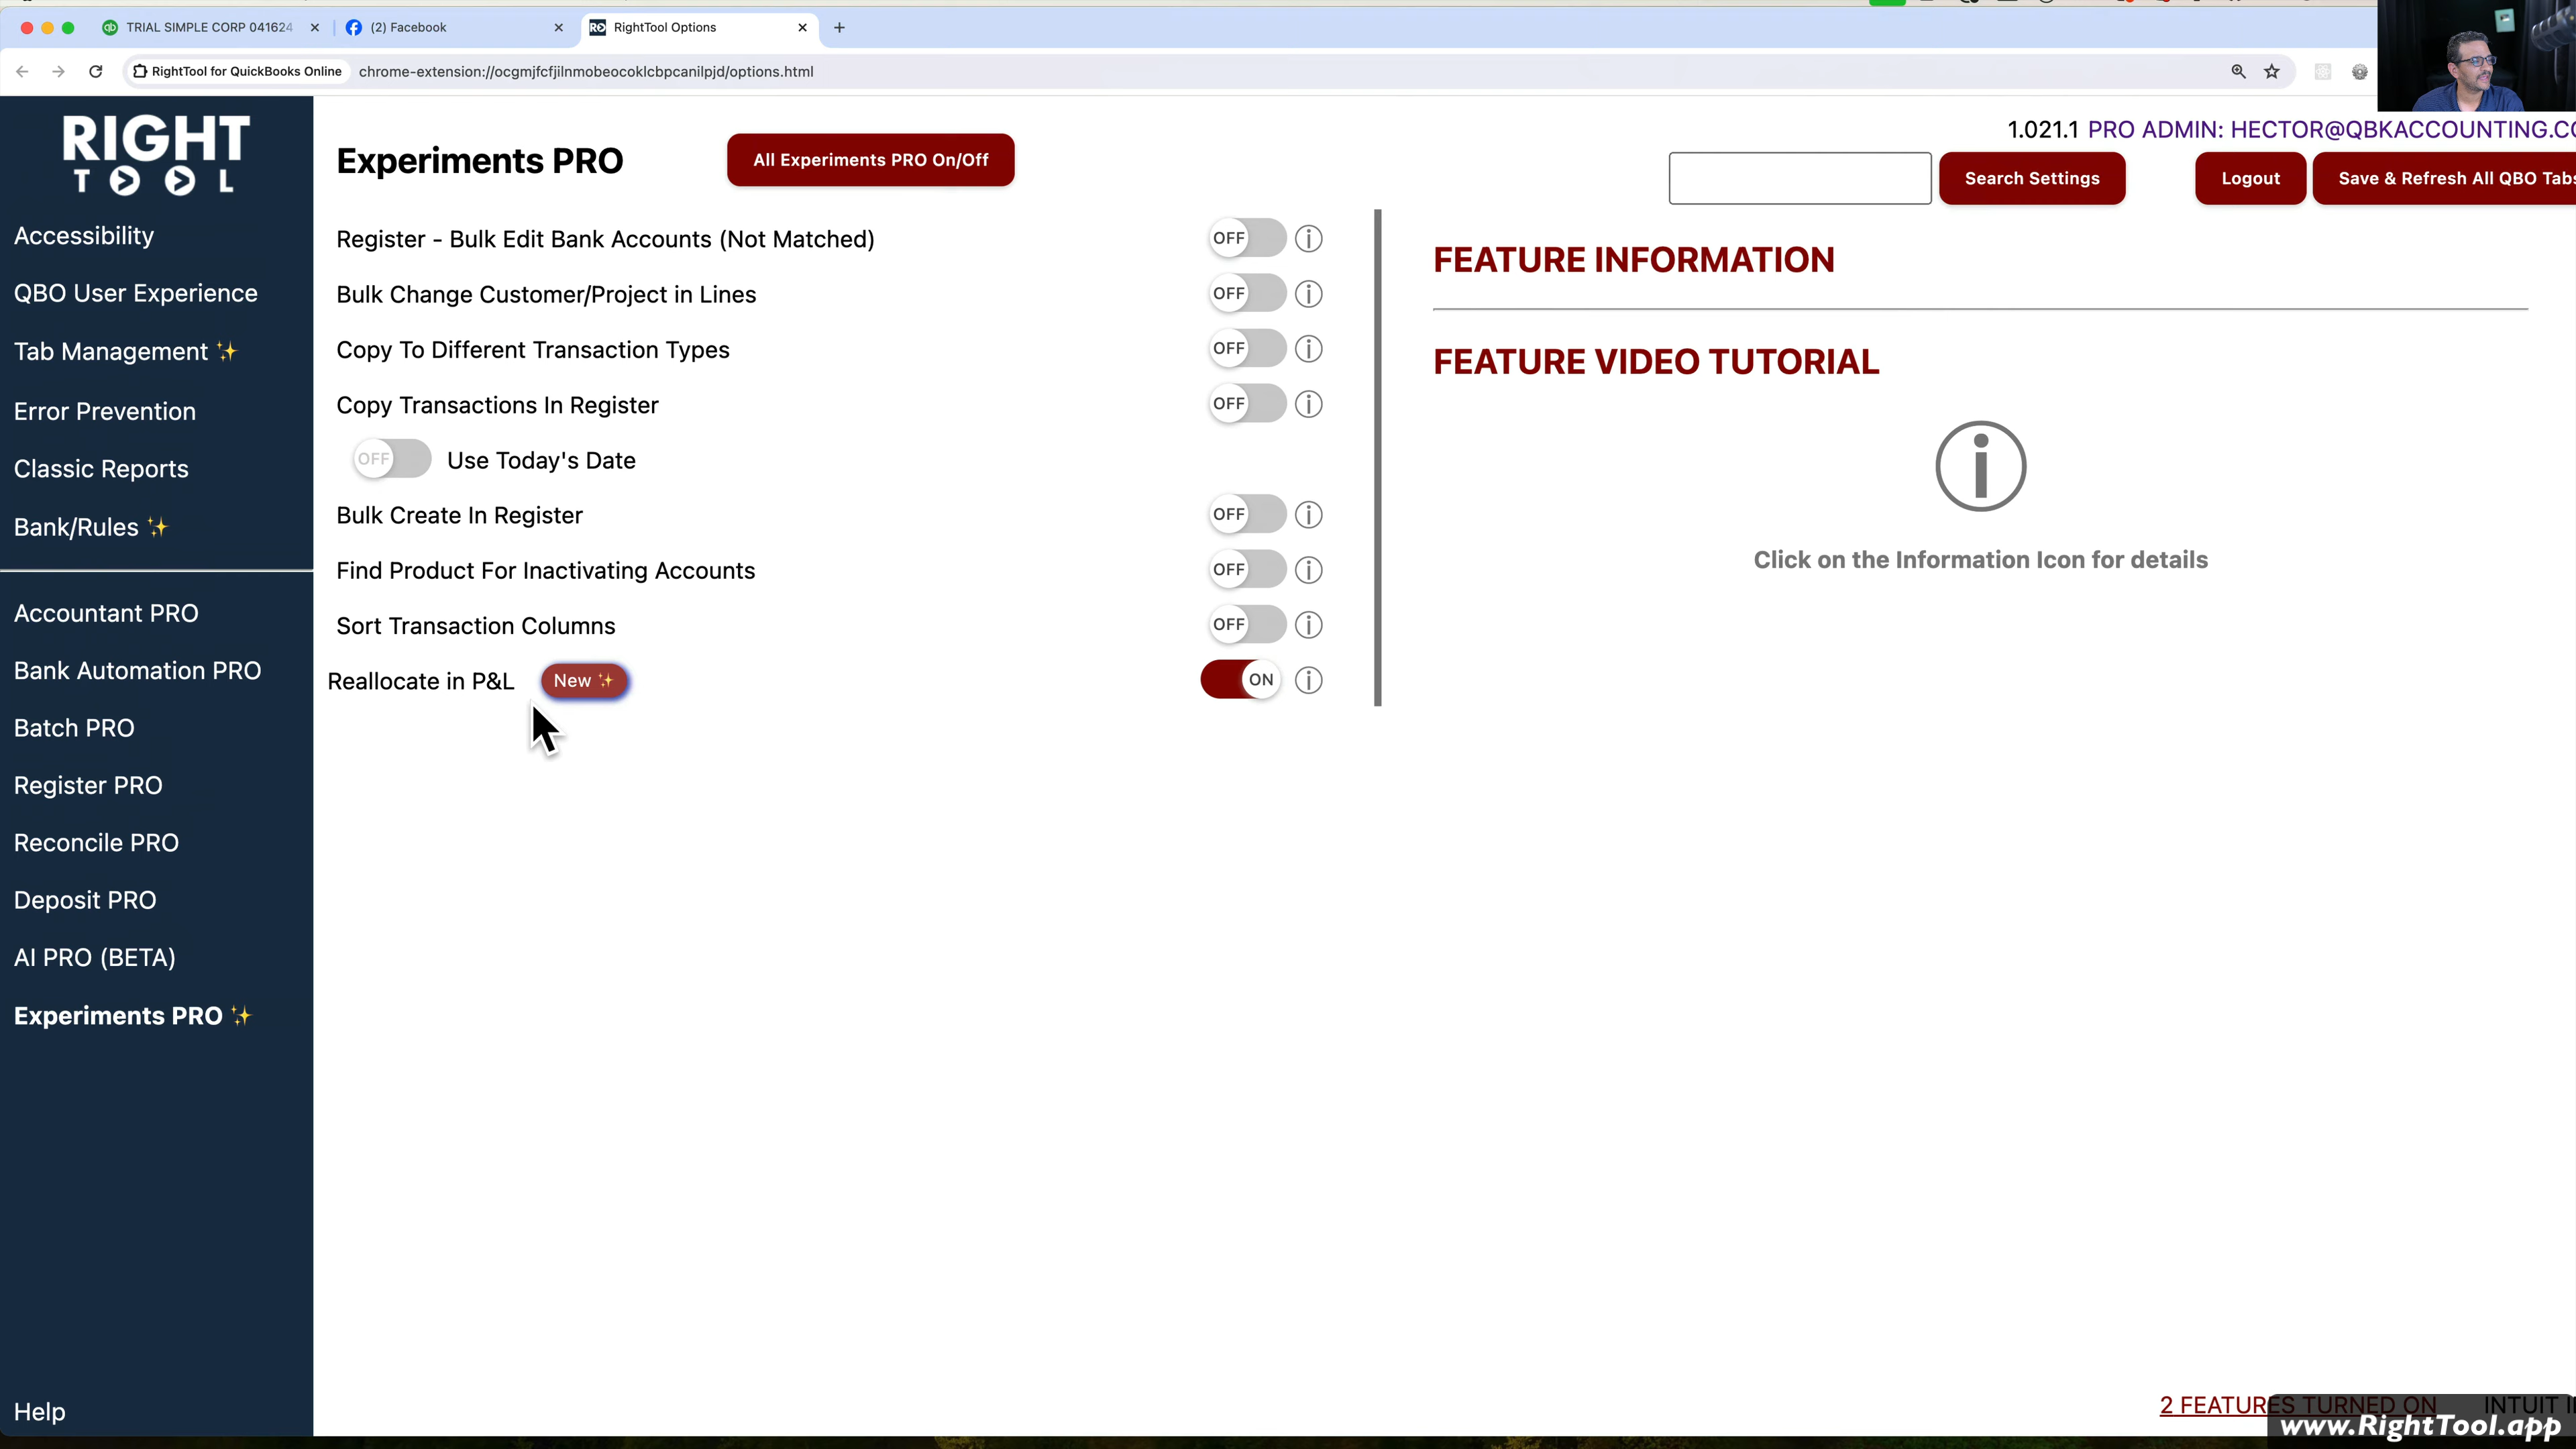 TRIAL SIMPLE CORP 041624
(2) Facebook
RightTool Options
RightTool for QuickBooks Online
chrome-extension://ocgmjfcfjilnmobeocoklcbpcanilpjd/options.html
RIGHT
TOOL
Accessibility
QBO User Experience
Tab Management ✨
Error Prevention
Classic Reports
Bank/Rules ✨
Accountant PRO
Bank Automation PRO
Batch PRO
Register PRO
Reconcile PRO
Deposit PRO
AI PRO (BETA)
Experiments PRO ✨
Help
1.021.1 PRO ADMIN: HECTOR@QBKACCOUNTING.CO
Experiments PRO
All Experiments PRO On/Off
Search Settings
Logout
Save & Refresh All QBO Tabs
Register - Bulk Edit Bank Accounts (Not Matched) OFF
Bulk Change Customer/Project in Lines OFF
Copy To Different Transaction Types OFF
Copy Transactions In Register OFF
OFF Use Today's Date
Bulk Create In Register OFF
Find Product For Inactivating Accounts OFF
Sort Transaction Columns OFF
Reallocate in P&L New ✨ ON
FEATURE INFORMATION
FEATURE VIDEO TUTORIAL
Click on the Information Icon for details
2 FEATURES TURNED ON
INTUIT
www.RightTool.app